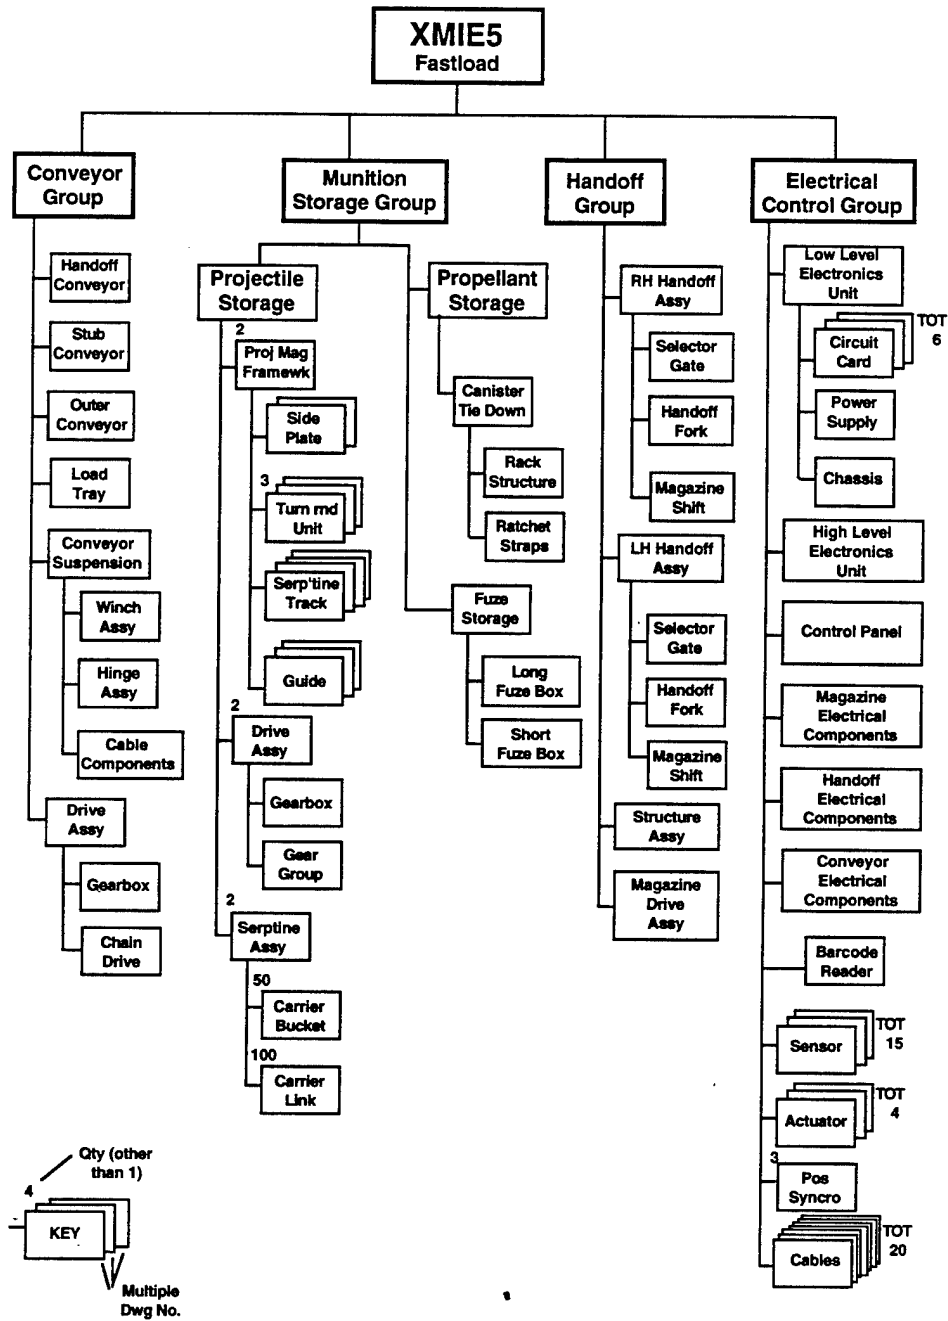 XMIE5
Fastload
Conveyor
Group
Handoff
Conveyor
Stub
Conveyor
Outer
Conveyor
Load
Tray
Conveyor
Suspension
Winch
Assy
Hinge
Assy
Cable
Components
Drive
Assy
Gearbox
Chain
Drive
Munition
Storage Group
Projectile
Storage
2
Proj Mag
Framewk
Side
Plate
3
Turn rnd
Unit
Serp'tine
Track
Guide
2
Drive
Assy
Gearbox
Gear
Group
2
Serptine
Assy
50
Carrier
Bucket
100
Carrier
Link
Propellant
Storage
Canister
Tie Down
Rack
Structure
Ratchet
Straps
Fuze
Storage
Long
Fuze Box
Short
Fuze Box
Handoff
Group
RH Handoff
Assy
Selector
Gate
Handoff
Fork
Magazine
Shift
LH Handoff
Assy
Selector
Gate
Handoff
Fork
Magazine
Shift
Structure
Assy
Magazine
Drive
Assy
Electrical
Control Group
Low Level
Electronics
Unit
Circuit
Card
TOT
6
Power
Supply
Chassis
High Level
Electronics
Unit
Control Panel
Magazine
Electrical
Components
Handoff
Electrical
Components
Conveyor
Electrical
Components
Barcode
Reader
Sensor
TOT
15
Actuator
TOT
4
3
Pos
Syncro
Cables
TOT
20
Qty (other
than 1)
4
KEY
Multiple
Dwg No.